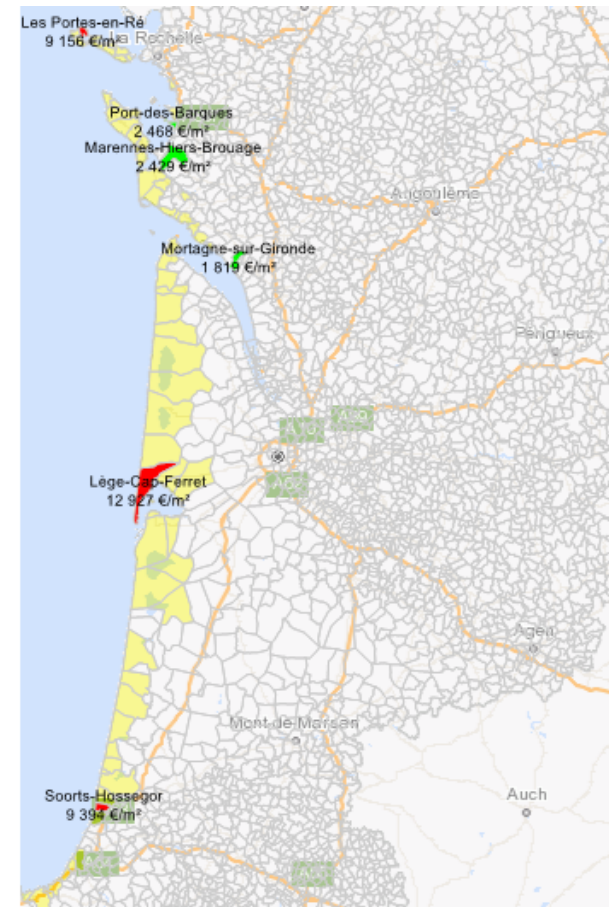 Les Portes-en-Ré
9 156 €/m²
La Rochelle
Port-des-Barques
2 468 €/m²
Marennes-Hiers-Brouage
2 429 €/m²
Angoulême
Mortagne-sur-Gironde
1 819 €/m²
Périgueux
A89
A10
Lège-Cap-Ferret
12 927 €/m²
A62
Agen
Mont-de-Marsan
Soorts-Hossegor
9 394 €/m²
Auch